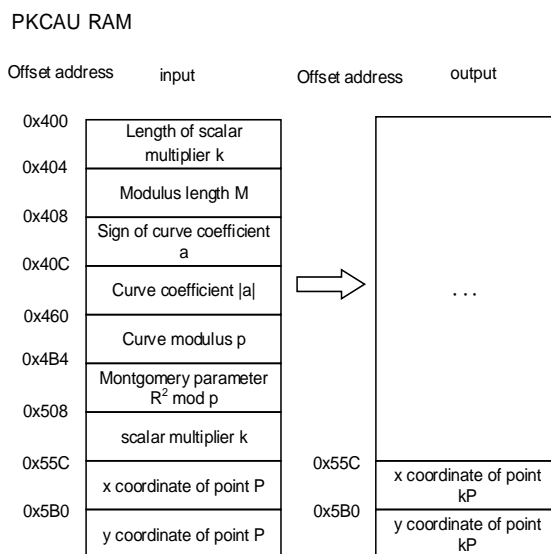 PKCAU RAM
Offset address input Offset address output
0x400
Length of scalar
multiplier k
0x404
Modulus length M
0x408
Sign of curve coefficient
a
0x40C
Curve coefficient |a|
...
0x460
Curve modulus p
0x4B4
Montgomery parameter
R² mod p
0x508
scalar multiplier k
0x55C
x coordinate of point P
0x5B0
y coordinate of point P
0x55C
x coordinate of point
kP
0x5B0
y coordinate of point
kP